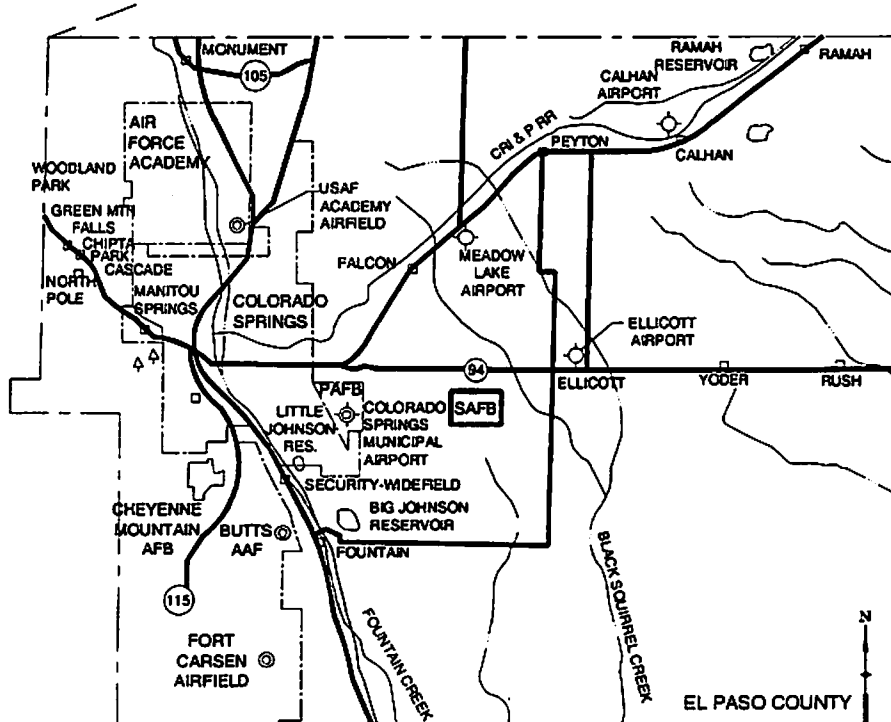 MONUMENT
105
RAMAH
RESERVOIR
RAMAH
CALHAN
AIRPORT
AIR
FORCE
ACADEMY
CRI & P RR
PEYTON
CALHAN
WOODLAND
PARK
USAF
ACADEMY
AIRFIELD
GREEN MTN
FALLS
CHIPTA
PARK
CASCADE
NORTH
POLE
MANITOU
SPRINGS
COLORADO
SPRINGS
FALCON
MEADOW
LAKE
AIRPORT
ELLICOTT
AIRPORT
94
ELLICOTT
YODER
RUSH
PAFB
SAFB
LITTLE
JOHNSON
RES.
COLORADO
SPRINGS
MUNICIPAL
AIRPORT
SECURITY-WIDEFIELD
BIG JOHNSON
RESERVOIR
CHEYENNE
MOUNTAIN
AFB
BUTTS
AAF
FOUNTAIN
115
BLACK SQUIRREL CREEK
FOUNTAIN CREEK
FORT
CARSEN
AIRFIELD
N
EL PASO COUNTY